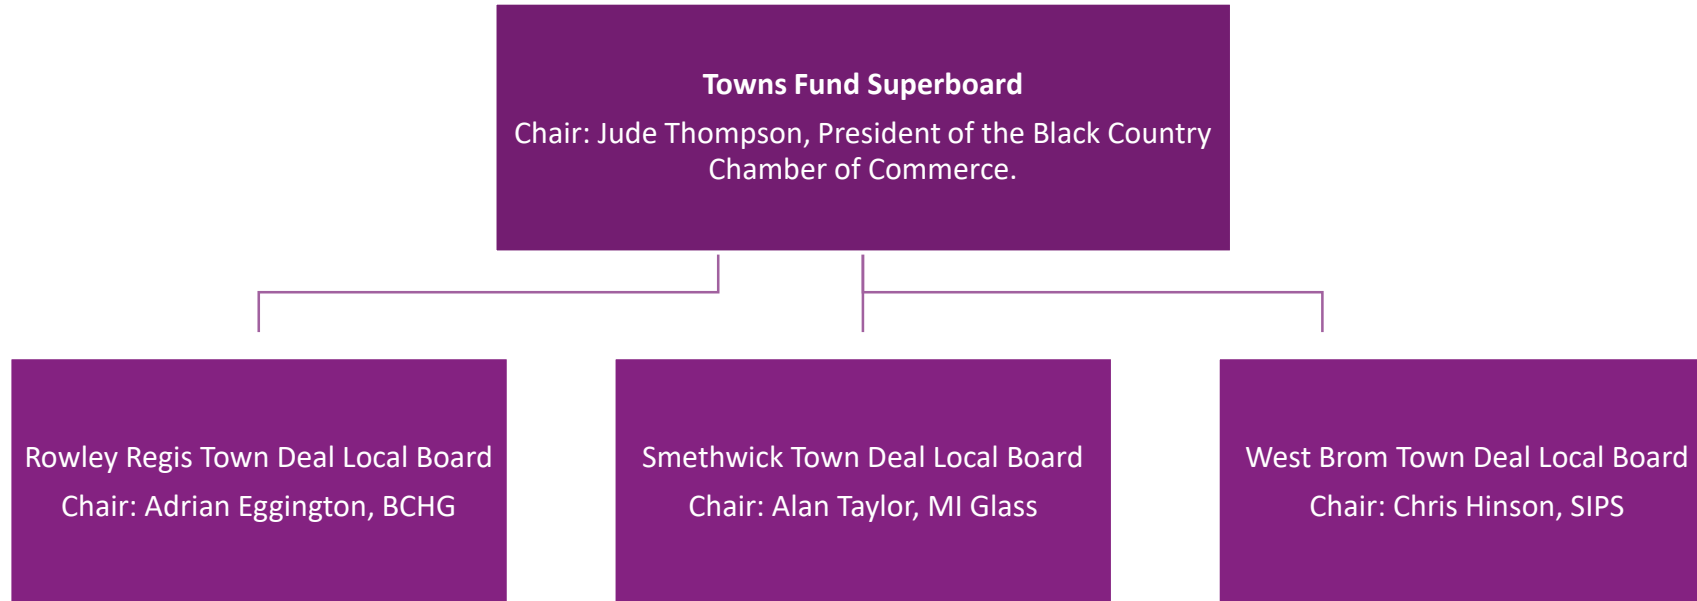 Towns Fund Superboard
Chair: Jude Thompson, President of the Black Country
Chamber of Commerce.
Rowley Regis Town Deal Local Board
Chair: Adrian Eggington, BCHG
Smethwick Town Deal Local Board
Chair: Alan Taylor, MI Glass
West Brom Town Deal Local Board
Chair: Chris Hinson, SIPS